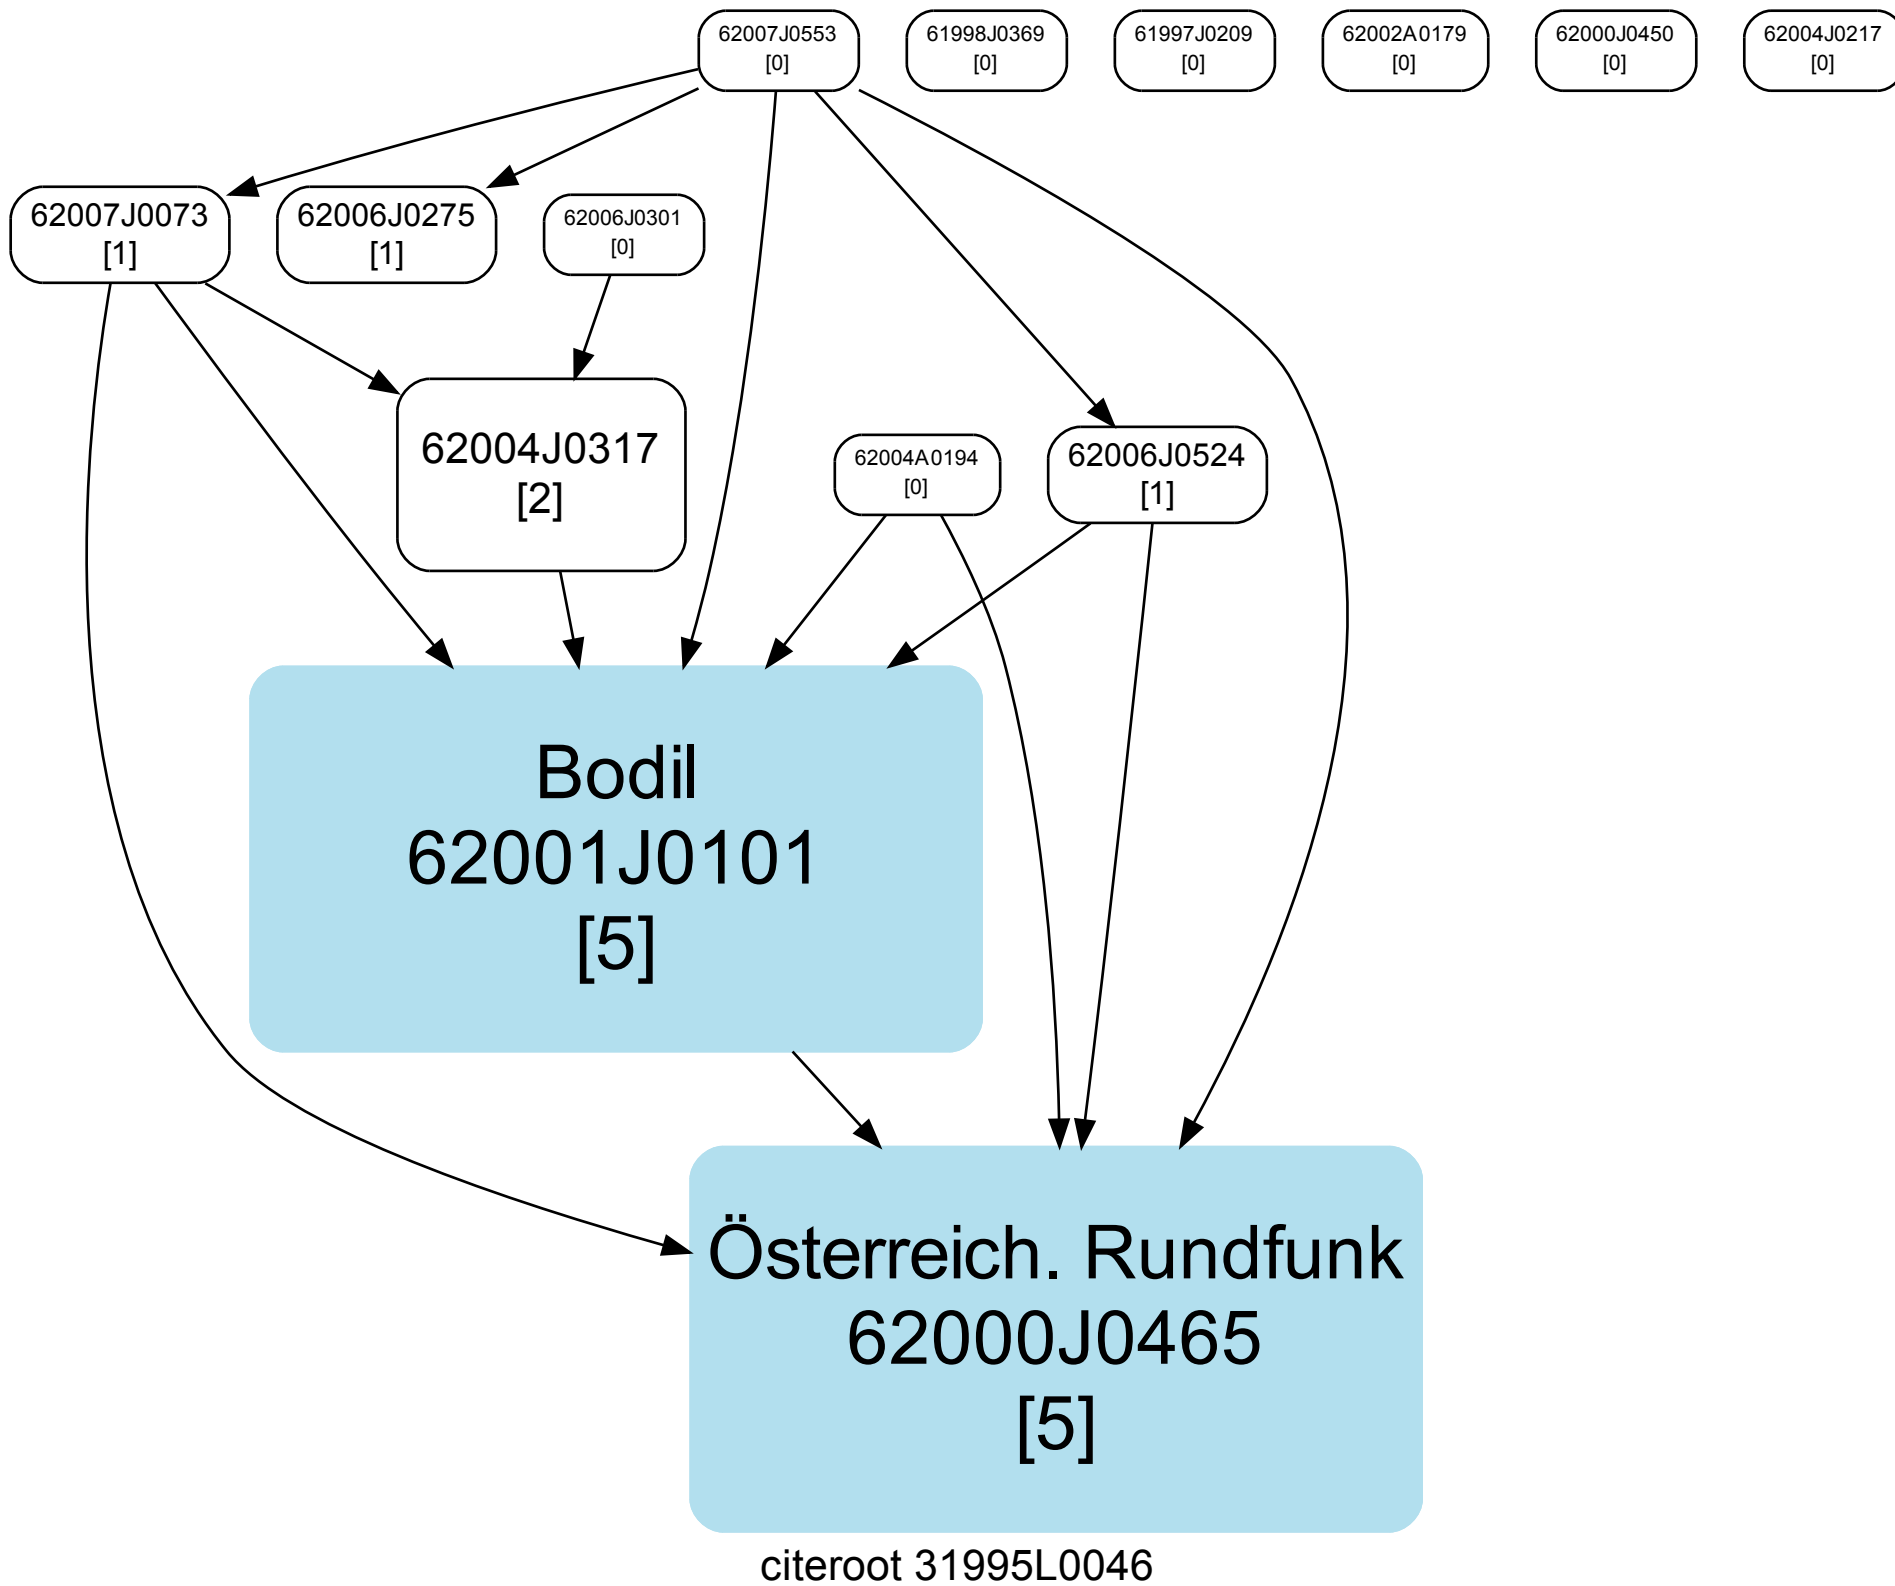 62007J0553
[0]
61998J0369
[0]
61997J0209
[0]
62002A0179
[0]
62000J0450
[0]
62004J0217
[0]
62007J0073
[1]
62006J0275
[1]
62006J0301
[0]
62004J0317
[2]
62004A0194
[0]
62006J0524
[1]
Bodil
62001J0101
[5]
Österreich. Rundfunk
62000J0465
[5]
citeroot 31995L0046